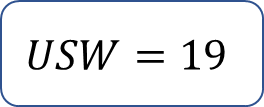 USW = 19